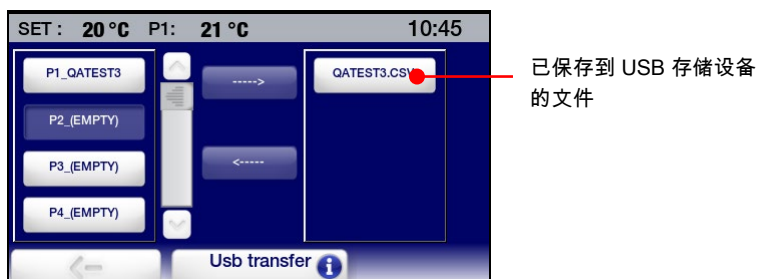 SET : 20 °C P1: 21 °C 10:45
P1_QATEST3
P2_(EMPTY)
P3_(EMPTY)
P4_(EMPTY)
----->
<-----
QATEST3.CSV
已保存到 USB 存储设备
的文件
Usb transfer